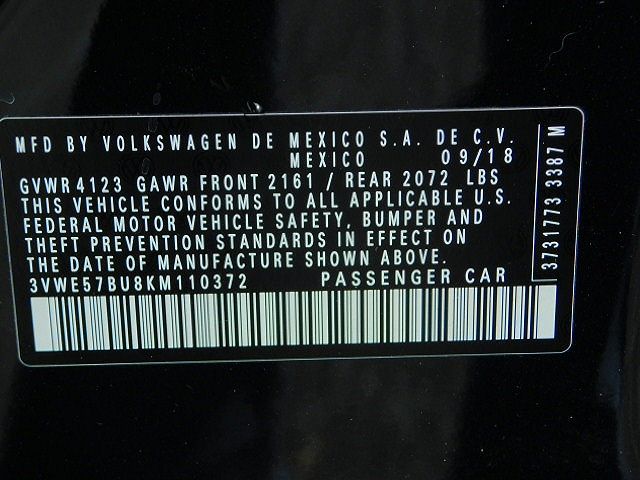 MFD BY VOLKSWAGEN DE MEXICO S.A. DE C.V.
MEXICO 09/18
GVWR 4123 GAWR FRONT 2161 / REAR 2072 LBS
THIS VEHICLE CONFORMS TO ALL APPLICABLE U.S.
FEDERAL MOTOR VEHICLE SAFETY, BUMPER AND
THEFT PREVENTION STANDARDS IN EFFECT ON
THE DATE OF MANUFACTURE SHOWN ABOVE.
3VWE57BU8KM110372 PASSENGER CAR
3731773 3387 M